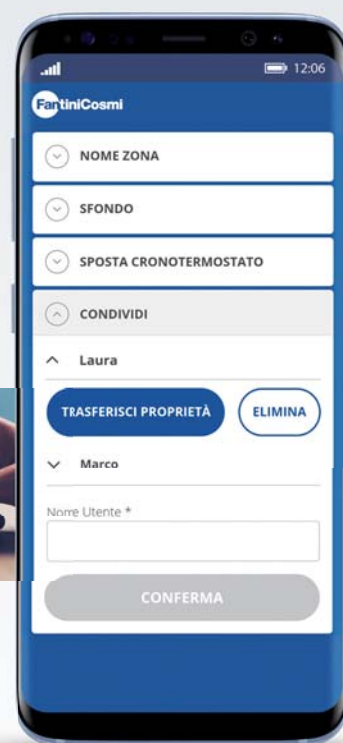 12:06
FantiniCosmi
NOME ZONA
SFONDO
SPOSTA CRONOTERMOSTATO
CONDIVIDI
Laura
TRASFERISCI PROPRIETÀ ELIMINA
Marco
Nome Utente *
CONFERMA